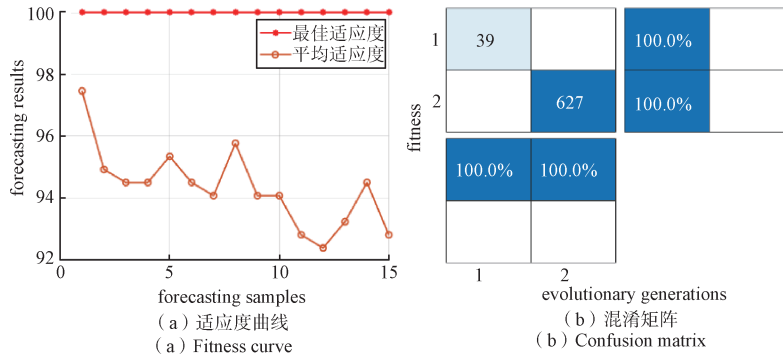 100
98
96
94
92
forecasting results
最佳适应度
平均适应度
0
5
10
15
forecasting samples
（a）适应度曲线
（a）Fitness curve
fitness
1
2
39
627
100.0%
100.0%
100.0%
100.0%
1
2
evolutionary generations
（b）混淆矩阵
（b）Confusion matrix